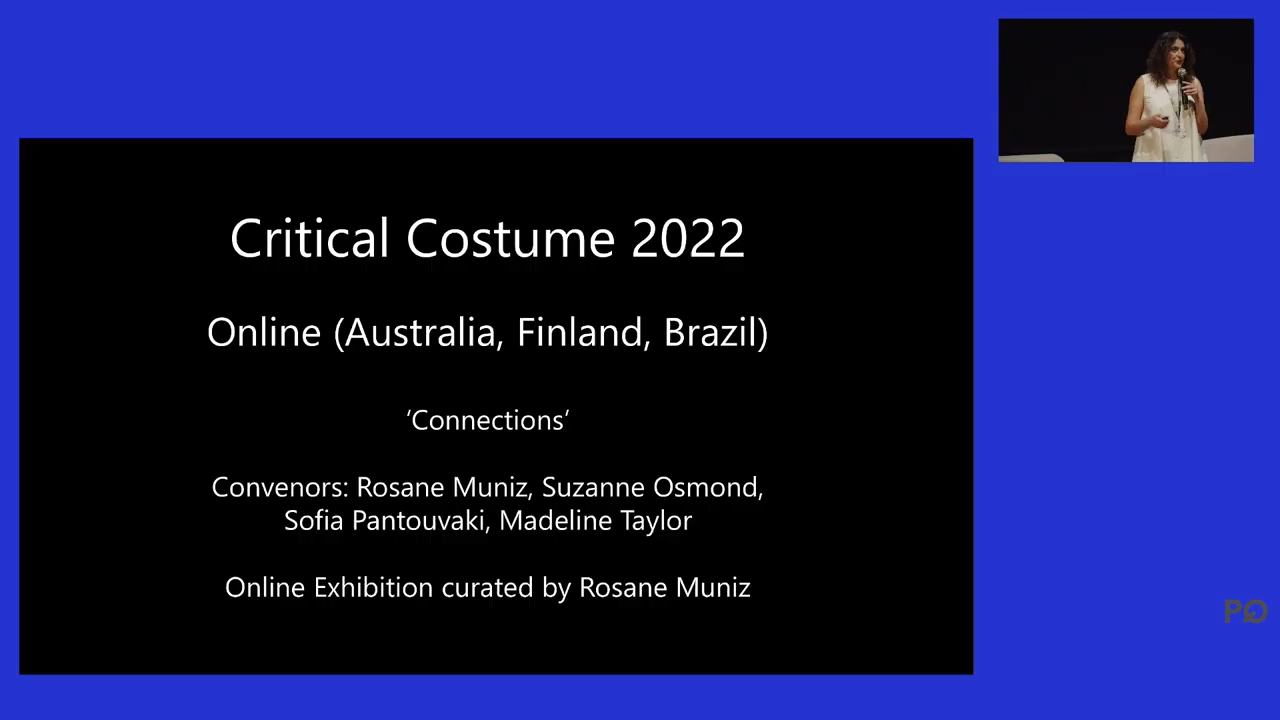 Critical Costume 2022
Online (Australia, Finland, Brazil)
‘Connections‘
Convenors: Rosane Muniz, Suzanne Osmond,
Sofia Pantouvaki, Madeline Taylor
Online Exhibition curated by Rosane Muniz
PQ